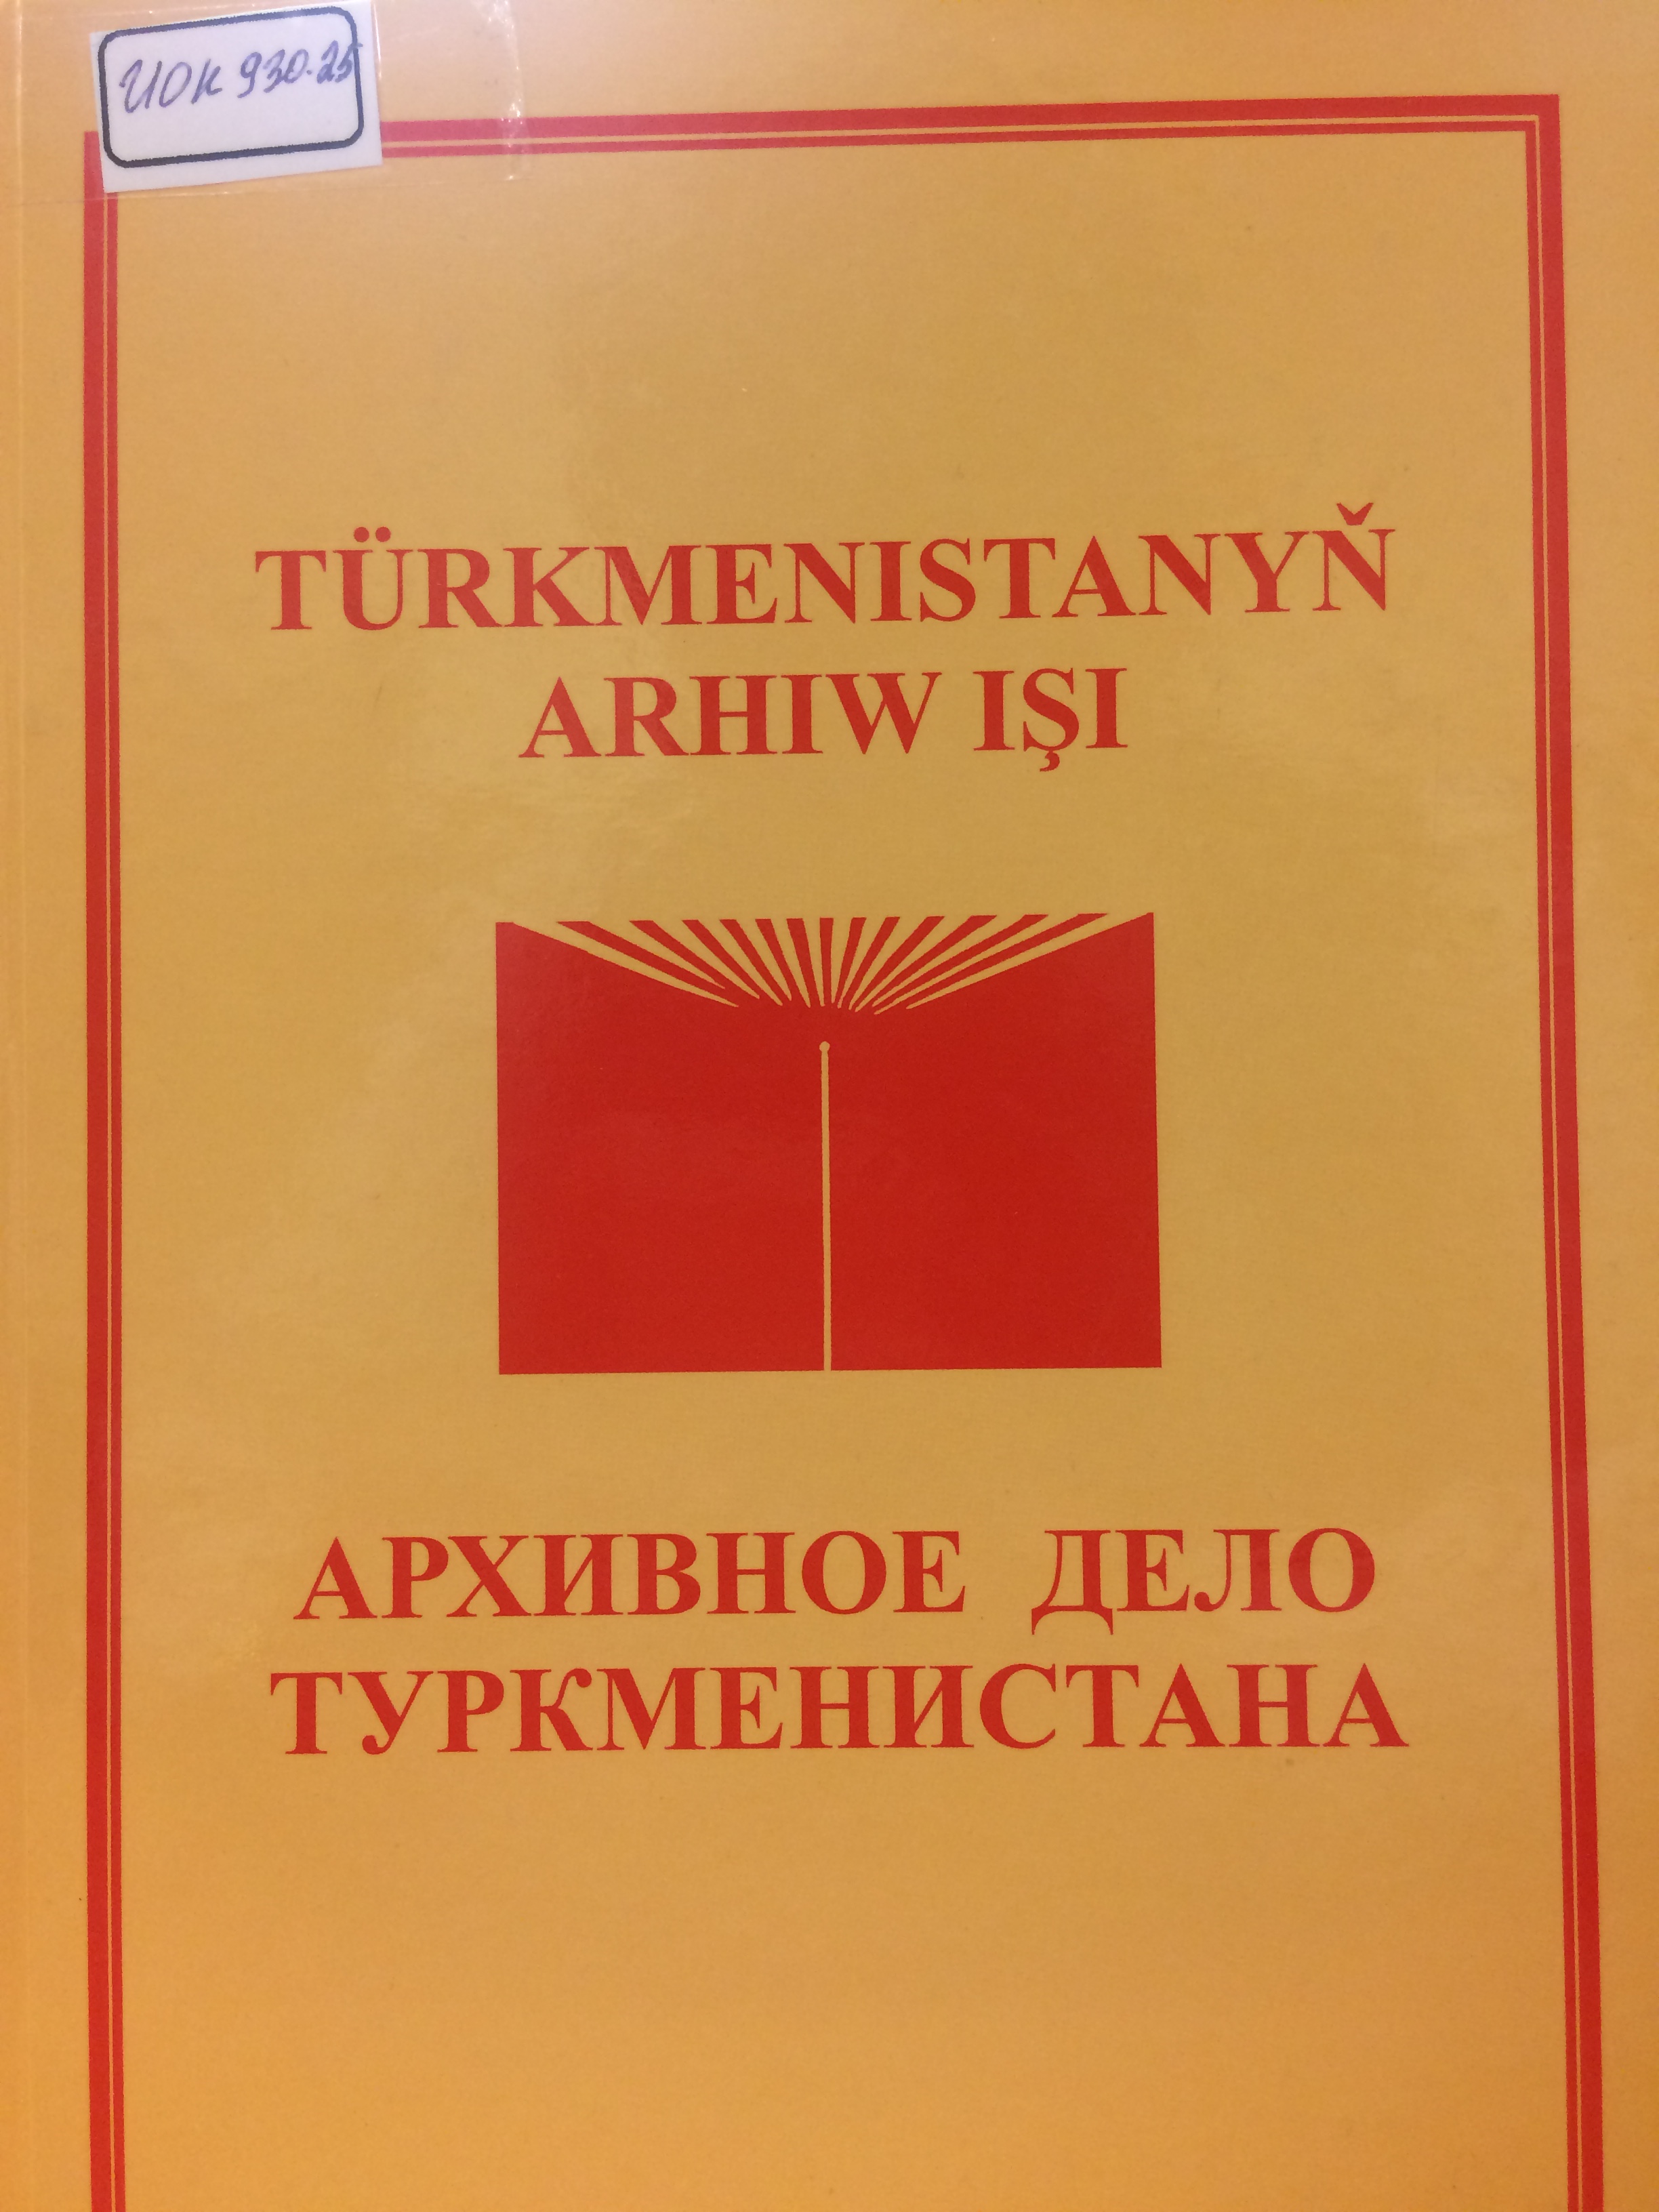 ИОК 930.25
TÜRKMENISTANYŇ
ARHIW IŞI
АРХИВНОЕ ДЕЛО
ТУРКМЕНИСТАНА